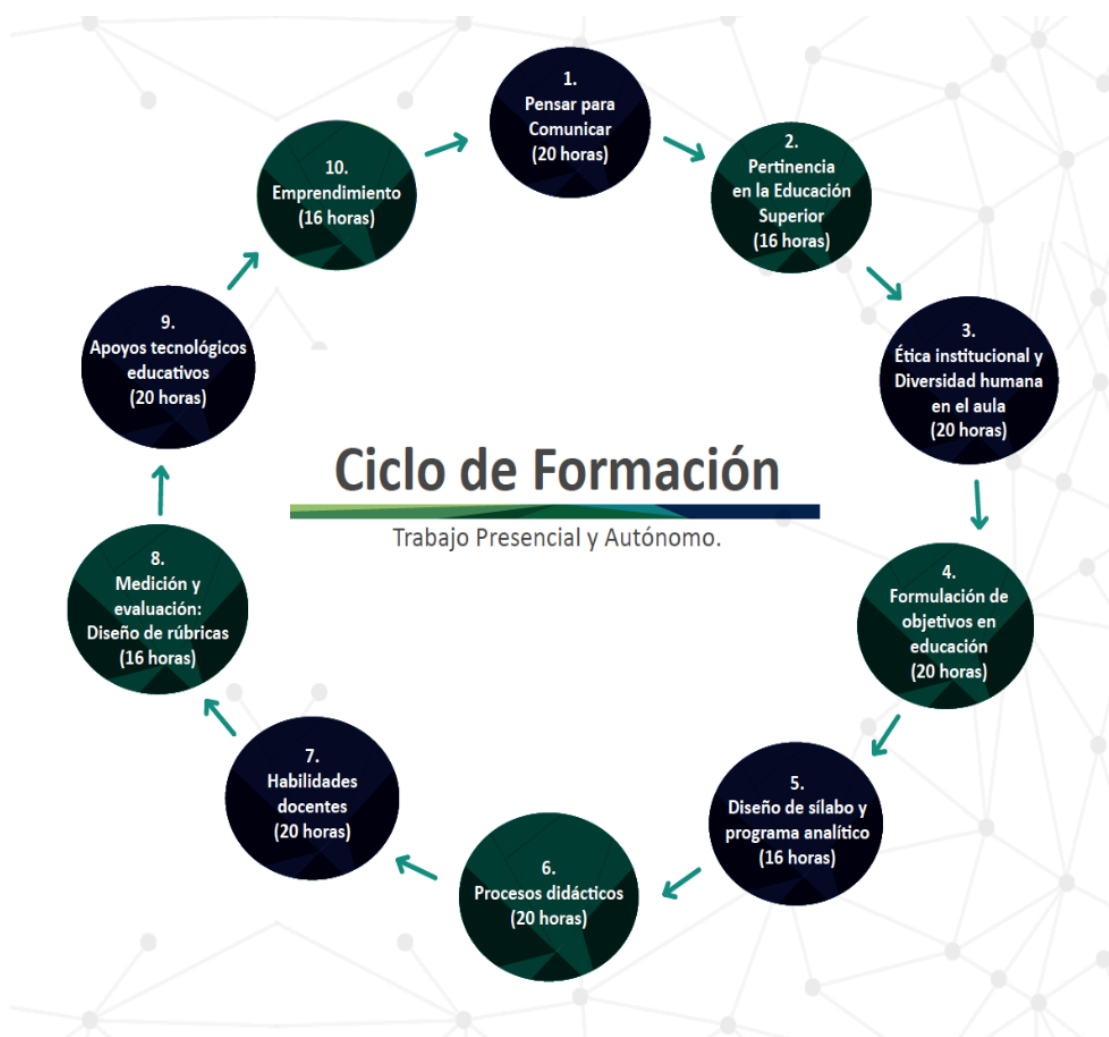 1.
Pensar para
Comunicar
(20 horas)
2.
Pertinencia
en la Educación
Superior
(16 horas)
3.
Ética institucional y
Diversidad humana
en el aula
(20 horas)
4.
Formulación de
objetivos en
educación
(20 horas)
5.
Diseño de sílabo y
programa analítico
(16 horas)
6.
Procesos didácticos
(20 horas)
7.
Habilidades
docentes
(20 horas)
8.
Medición y
evaluación:
Diseño de rúbricas
(16 horas)
9.
Apoyos tecnológicos
educativos
(20 horas)
10.
Emprendimiento
(16 horas)
Ciclo de Formación
Trabajo Presencial y Autónomo.